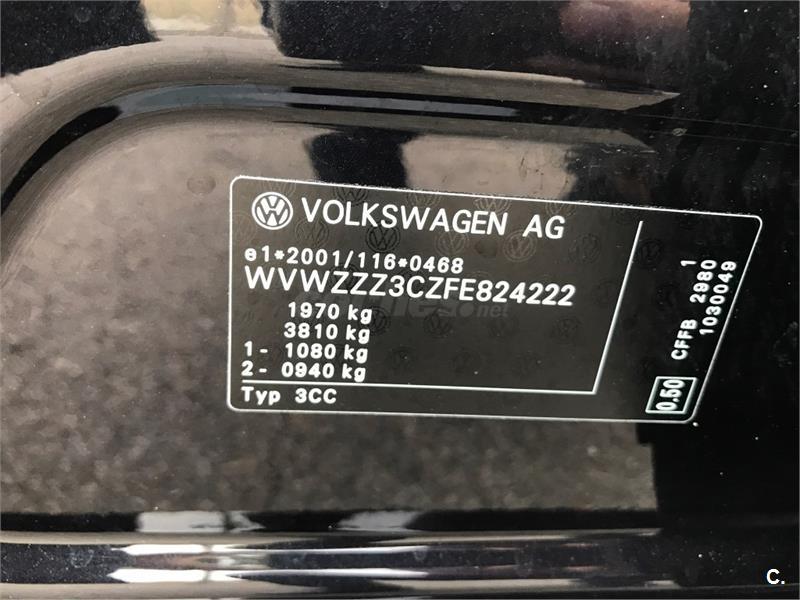 VOLKSWAGEN AG
e1*2001/116*0468
WVWZZZ3CZFE824222
1970 kg
3810 kg
1- 1080 kg
2- 0940 kg
Typ 3CC
1
CFFB 2980
1030049
0.50
C.